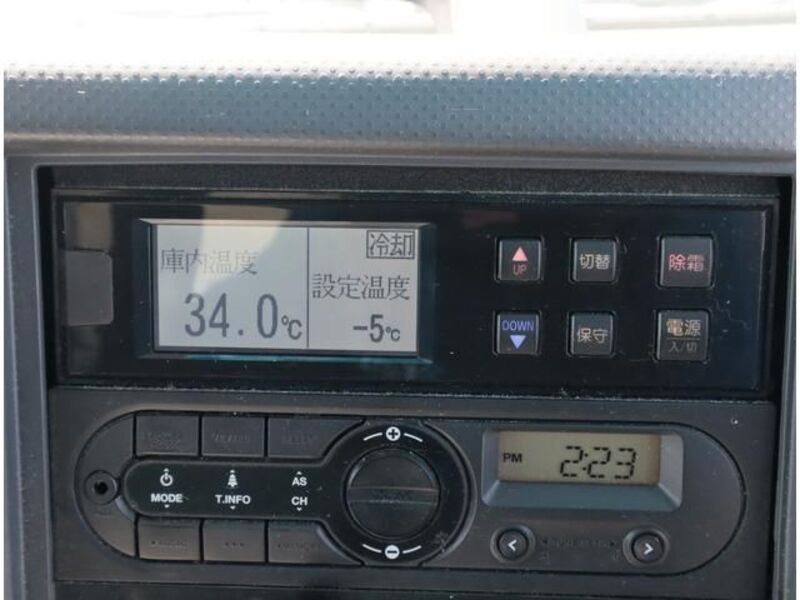 冷却
庫内温度
設定温度
34.0℃
-5℃
▲
UP
切替
除霜
DOWN
▼
保守
電源
入/切
PM 2:23
MODE
T.INFO
AS
CH